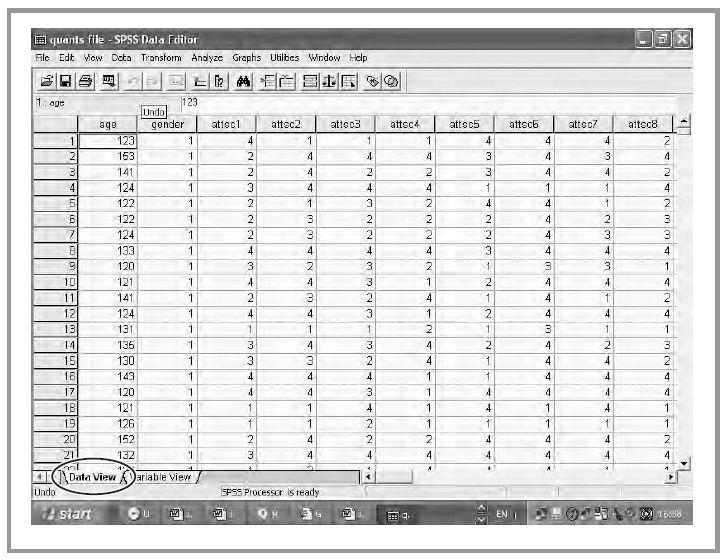 quants file - SPSS Data Editor
File Edit View Data Transform Analyze Graphs Utilities Window Help
1 : age 123
Undo
age gender attsc1 attsc2 attsc3 attsc4 attsc5 attsc6 attsc7 attsc8
1 123 1 4 1 1 1 4 4 4 2
2 153 1 2 4 4 4 3 4 3 4
3 141 1 2 4 2 2 3 4 4 2
4 124 1 3 4 4 4 1 1 1 4
5 122 1 2 1 3 2 4 4 1 2
6 122 1 2 3 2 2 2 4 2 3
7 124 1 2 3 2 2 2 4 3 3
8 133 1 4 4 4 4 3 4 4 4
9 120 1 3 2 3 2 1 3 3 1
10 121 1 4 4 3 1 2 4 4 4
11 141 1 2 3 2 4 1 4 1 2
12 124 1 4 4 3 1 2 4 4 4
13 131 1 1 1 1 2 1 3 1 1
14 135 1 3 4 3 4 2 4 2 3
15 130 1 3 3 2 4 1 4 4 2
16 143 1 4 4 4 1 1 4 4 4
17 120 1 4 4 3 1 4 4 4 4
18 121 1 1 1 4 1 4 1 4 1
19 126 1 1 1 2 1 1 1 1 1
20 152 1 2 4 2 2 4 4 4 2
21 132 1 3 4 4 4 4 4 4 4
Data View Variable View
Undo SPSS Processor is ready
start EN 16:38